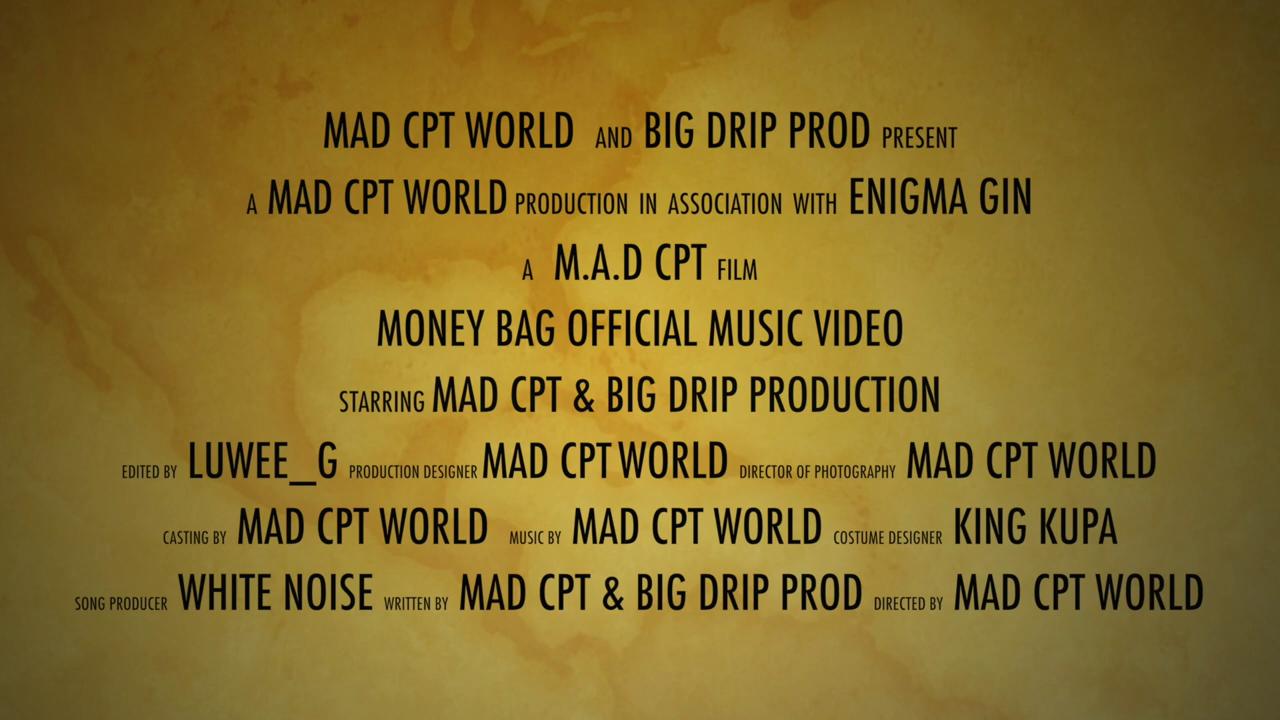 MAD CPT WORLD AND BIG DRIP PROD PRESENT
A MAD CPT WORLD PRODUCTION IN ASSOCIATION WITH ENIGMA GIN
A M.A.D CPT FILM
MONEY BAG OFFICIAL MUSIC VIDEO
STARRING MAD CPT & BIG DRIP PRODUCTION
EDITED BY LUWEE_G PRODUCTION DESIGNER MAD CPT WORLD DIRECTOR OF PHOTOGRAPHY MAD CPT WORLD
CASTING BY MAD CPT WORLD MUSIC BY MAD CPT WORLD COSTUME DESIGNER KING KUPA
SONG PRODUCER WHITE NOISE WRITTEN BY MAD CPT & BIG DRIP PROD DIRECTED BY MAD CPT WORLD